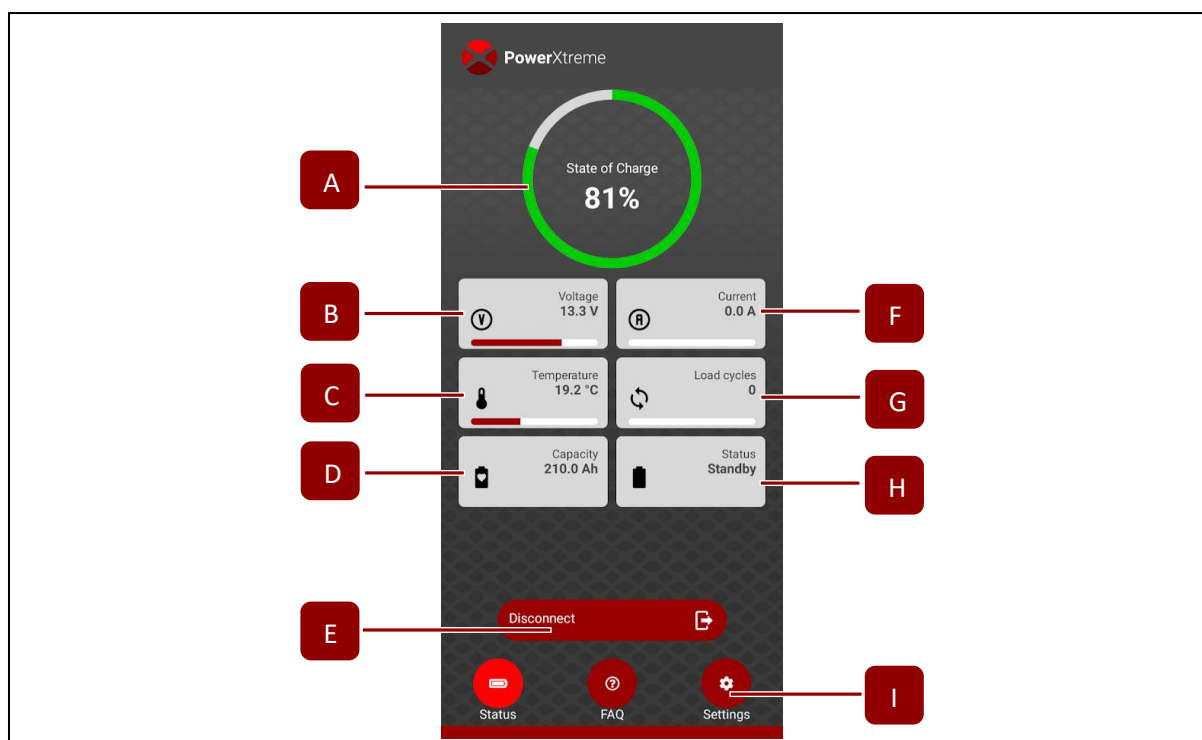 PowerXtreme
A
State of Charge
81%
B
Voltage
13.3 V
Current
0.0 A
F
C
Temperature
19.2 °C
Load cycles
0
G
D
Capacity
210.0 Ah
Status
Standby
H
E
Disconnect
Status
FAQ
Settings
I